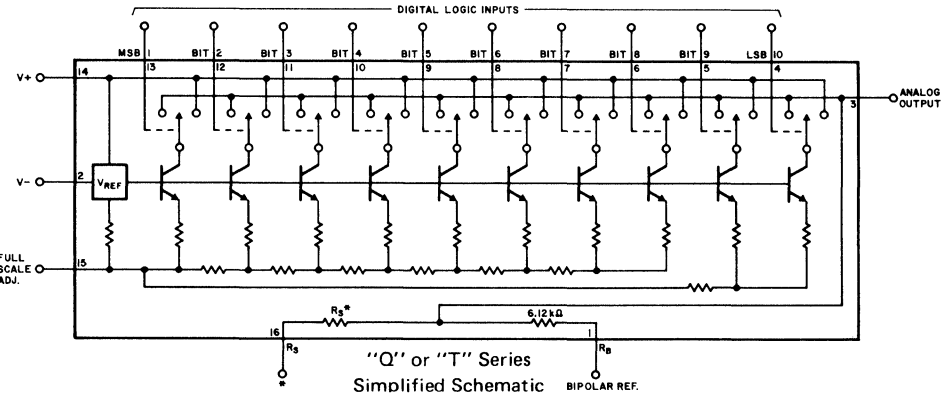 DIGITAL LOGIC INPUTS
MSB 1 BIT 2 BIT 3 BIT 4 BIT 5 BIT 6 BIT 7 BIT 8 BIT 9 LSB 10
13 12 11 10 9 8 7 6 5 4
V+ 14
3 ANALOG
OUTPUT
V- 2 VREF
FULL
SCALE 15
ADJ.
RS* 6.12kΩ
16 1
RS RB
* BIPOLAR REF.
"Q" or "T" Series
Simplified Schematic